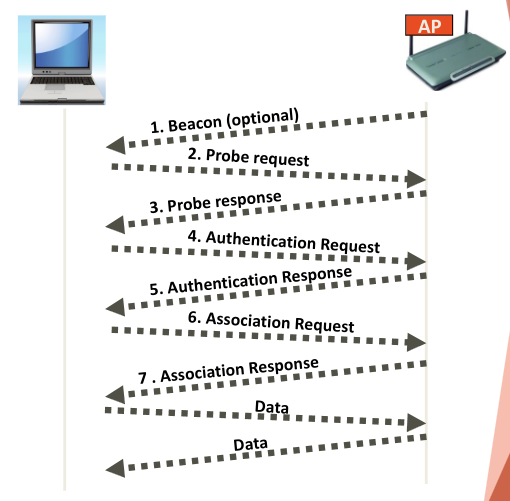 AP
1. Beacon (optional)
2. Probe request
3. Probe response
4. Authentication Request
5. Authentication Response
6. Association Request
7 . Association Response
Data
Data